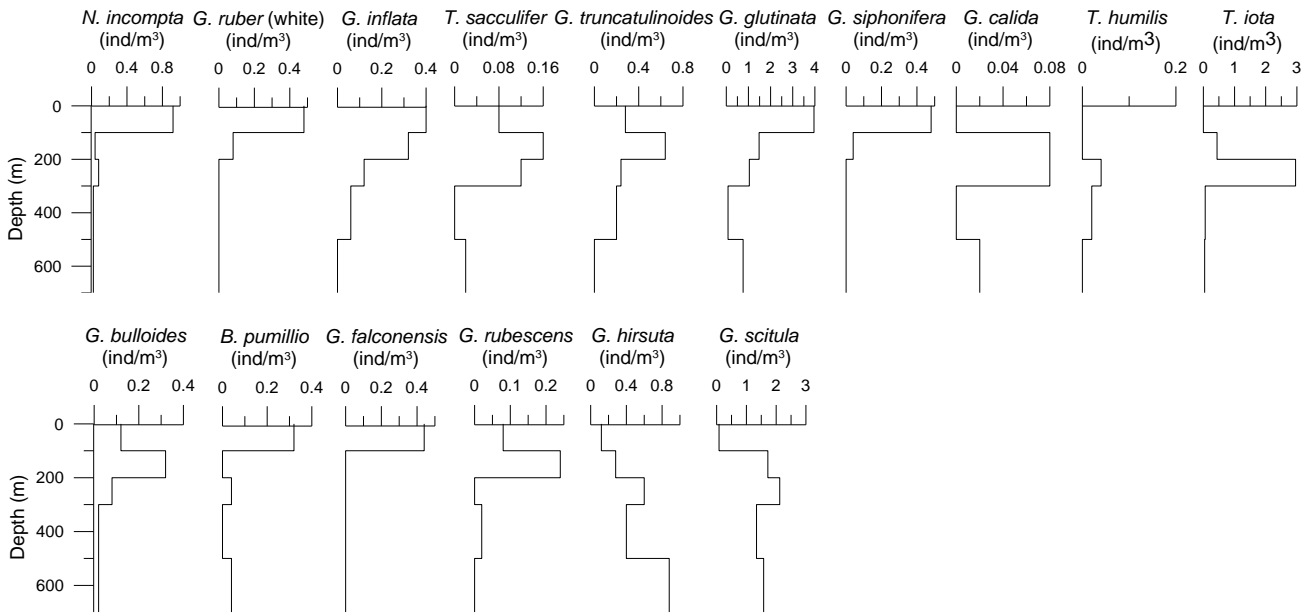 N. incompta G. ruber (white) G. inflata T. sacculifer G. truncatulinoides G. glutinata G. siphonifera G. calida T. humilis T. iota
(ind/m³) (ind/m³) (ind/m³) (ind/m³) (ind/m³) (ind/m³) (ind/m³) (ind/m³) (ind/m³) (ind/m³)
0 0.4 0.8 0 0.2 0.4 0 0.2 0.4 0 0.08 0.16 0 0.4 0.8 0 1 2 3 4 0 0.2 0.4 0 0.04 0.08 0 0.2 0 1 2 3
0
200
400
600
Depth (m)
G. bulloides B. pumillio G. falconensis G. rubescens G. hirsuta G. scitula
(ind/m³) (ind/m³) (ind/m³) (ind/m³) (ind/m³) (ind/m³)
0 0.2 0.4 0 0.2 0.4 0 0.2 0.4 0 0.1 0.2 0 0.4 0.8 0 1 2 3
0
200
400
600
Depth (m)